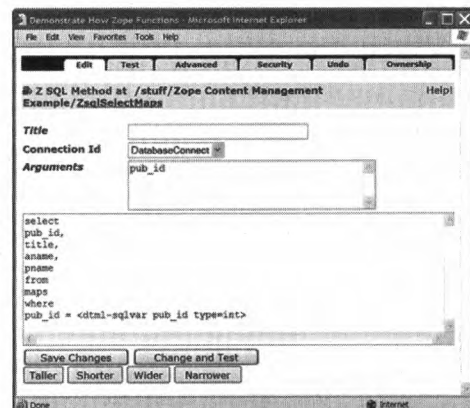 Demonstrate How Zope Functions - Microsoft Internet Explorer
File Edit View Favorites Tools Help
Edit Test Advanced Security Undo Ownership
Z SQL Method at /stuff/Zope Content Management Help!
Example/ZsqlSelectMaps
Title
Connection Id DatabaseConnect
Arguments pub_id
select
pub_id,
title,
aname,
pname
from
maps
where
pub_id = <dtml-sqlvar pub_id type=int>
Save Changes Change and Test
Taller Shorter Wider Narrower
Done Internet